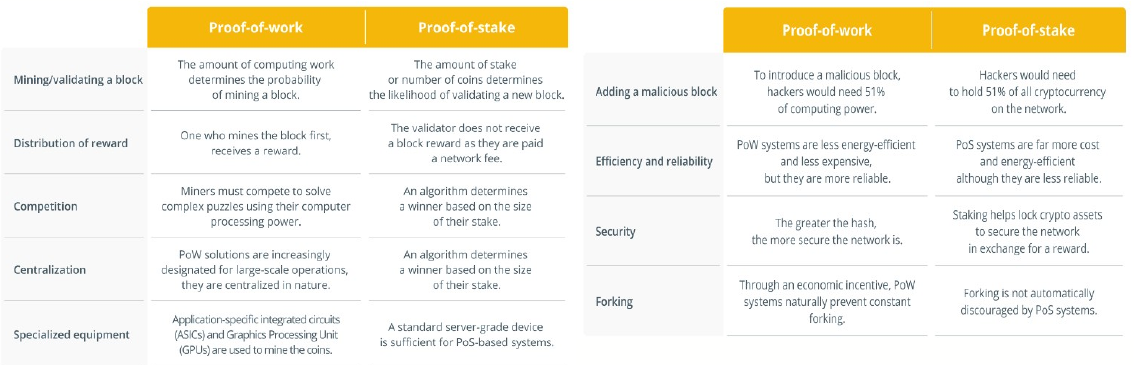 Proof-of-work
Proof-of-stake
Mining/validating a block
The amount of computing work
determines the probability
of mining a block.
The amount of stake
or number of coins determines
the likelihood of validating a new block.
Distribution of reward
One who mines the block first,
receives a reward.
The validator does not receive
a block reward as they are paid
a network fee.
Competition
Miners must compete to solve
complex puzzles using their computer
processing power.
An algorithm determines
a winner based on the size
of their stake.
Centralization
PoW solutions are increasingly
designated for large-scale operations,
they are centralized in nature.
An algorithm determines
a winner based on the size
of their stake.
Specialized equipment
Application-specific integrated circuits
(ASICs) and Graphics Processing Unit
(GPUs) are used to mine the coins.
A standard server-grade device
is sufficient for PoS-based systems.
Proof-of-work
Proof-of-stake
Adding a malicious block
To introduce a malicious block,
hackers would need 51%
of computing power.
Hackers would need
to hold 51% of all cryptocurrency
on the network.
Efficiency and reliability
PoW systems are less energy-efficient
and less expensive,
but they are more reliable.
PoS systems are far more cost
and energy-efficient
although they are less reliable.
Security
The greater the hash,
the more secure the network is.
Staking helps lock crypto assets
to secure the network
in exchange for a reward.
Forking
Through an economic incentive, PoW
systems naturally prevent constant
forking.
Forking is not automatically
discouraged by PoS systems.